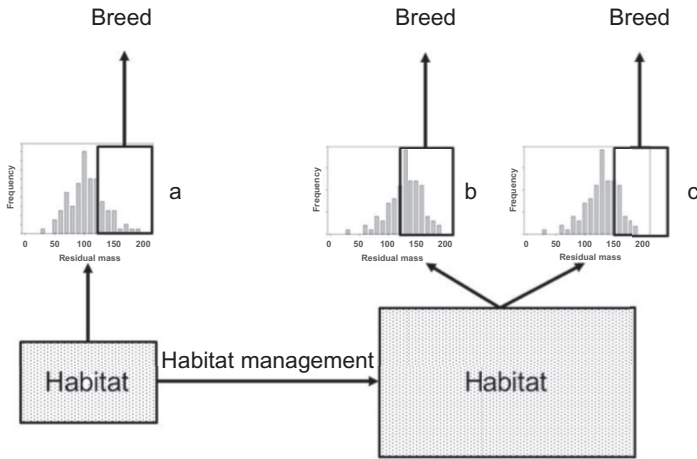 Breed
Breed
Breed
Frequency
a
0 50 100 150 200
Residual mass
Frequency
b
0 50 100 150 200
Residual mass
Frequency
c
0 50 100 150 200
Residual mass
Habitat
Habitat management
Habitat